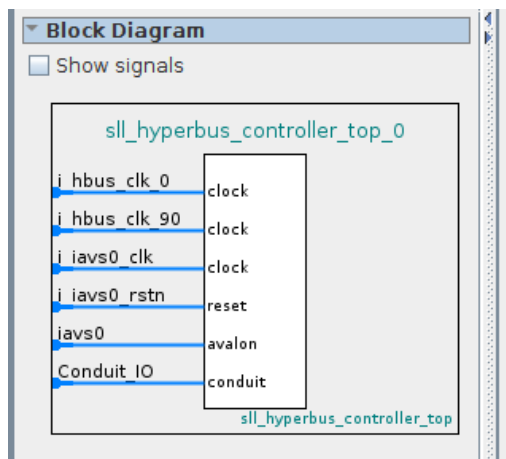 Block Diagram
Show signals
sll_hyperbus_controller_top_0
i_hbus_clk_0
clock
i_hbus_clk_90
clock
i_iavs0_clk
clock
i_iavs0_rstn
reset
iavs0
avalon
Conduit_IO
conduit
sll_hyperbus_controller_top